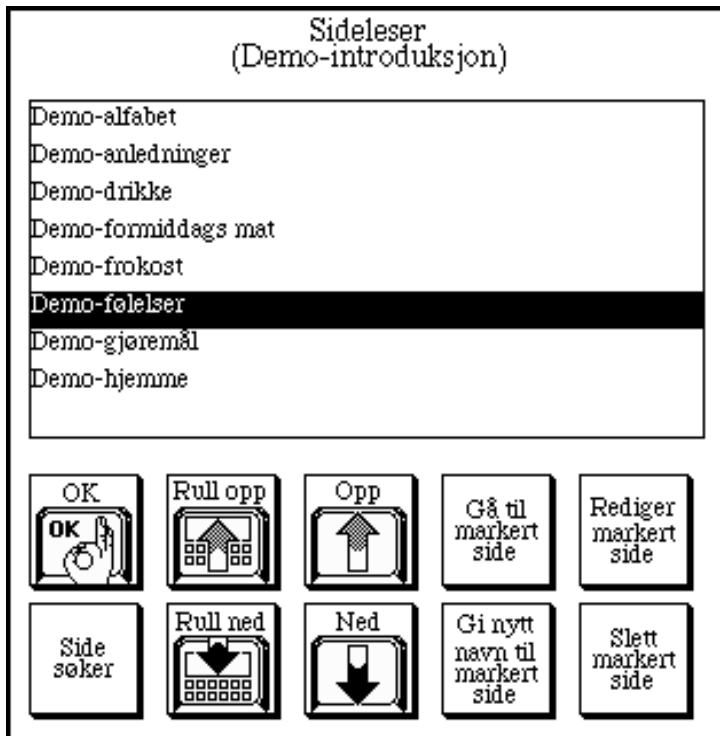 Sideleser
(Demo-introduksjon)
Demo-alfabet
Demo-anledninger
Demo-drikke
Demo-formiddags mat
Demo-frokost
Demo-følelser
Demo-gjøremål
Demo-hjemme
OK
OK
Rull opp
Opp
Gå til
markert
side
Rediger
markert
side
Side
søker
Rull ned
Ned
Gi nytt
navn til
markert
side
Slett
markert
side